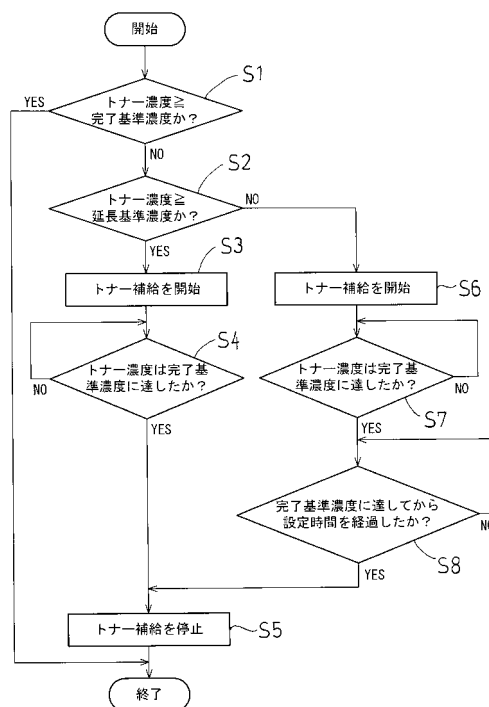 開始
S1
トナー濃度≧
完了基準濃度か?
YES
NO
S2
トナー濃度≧
延長基準濃度か?
NO
YES
S3
トナー補給を開始
トナー補給を開始
S6
S4
トナー濃度は完了基
準濃度に達したか?
NO
YES
トナー濃度は完了基
準濃度に達したか?
NO
YES
S7
完了基準濃度に達してから
設定時間を経過したか?
NO
S8
YES
トナー補給を停止
S5
終了